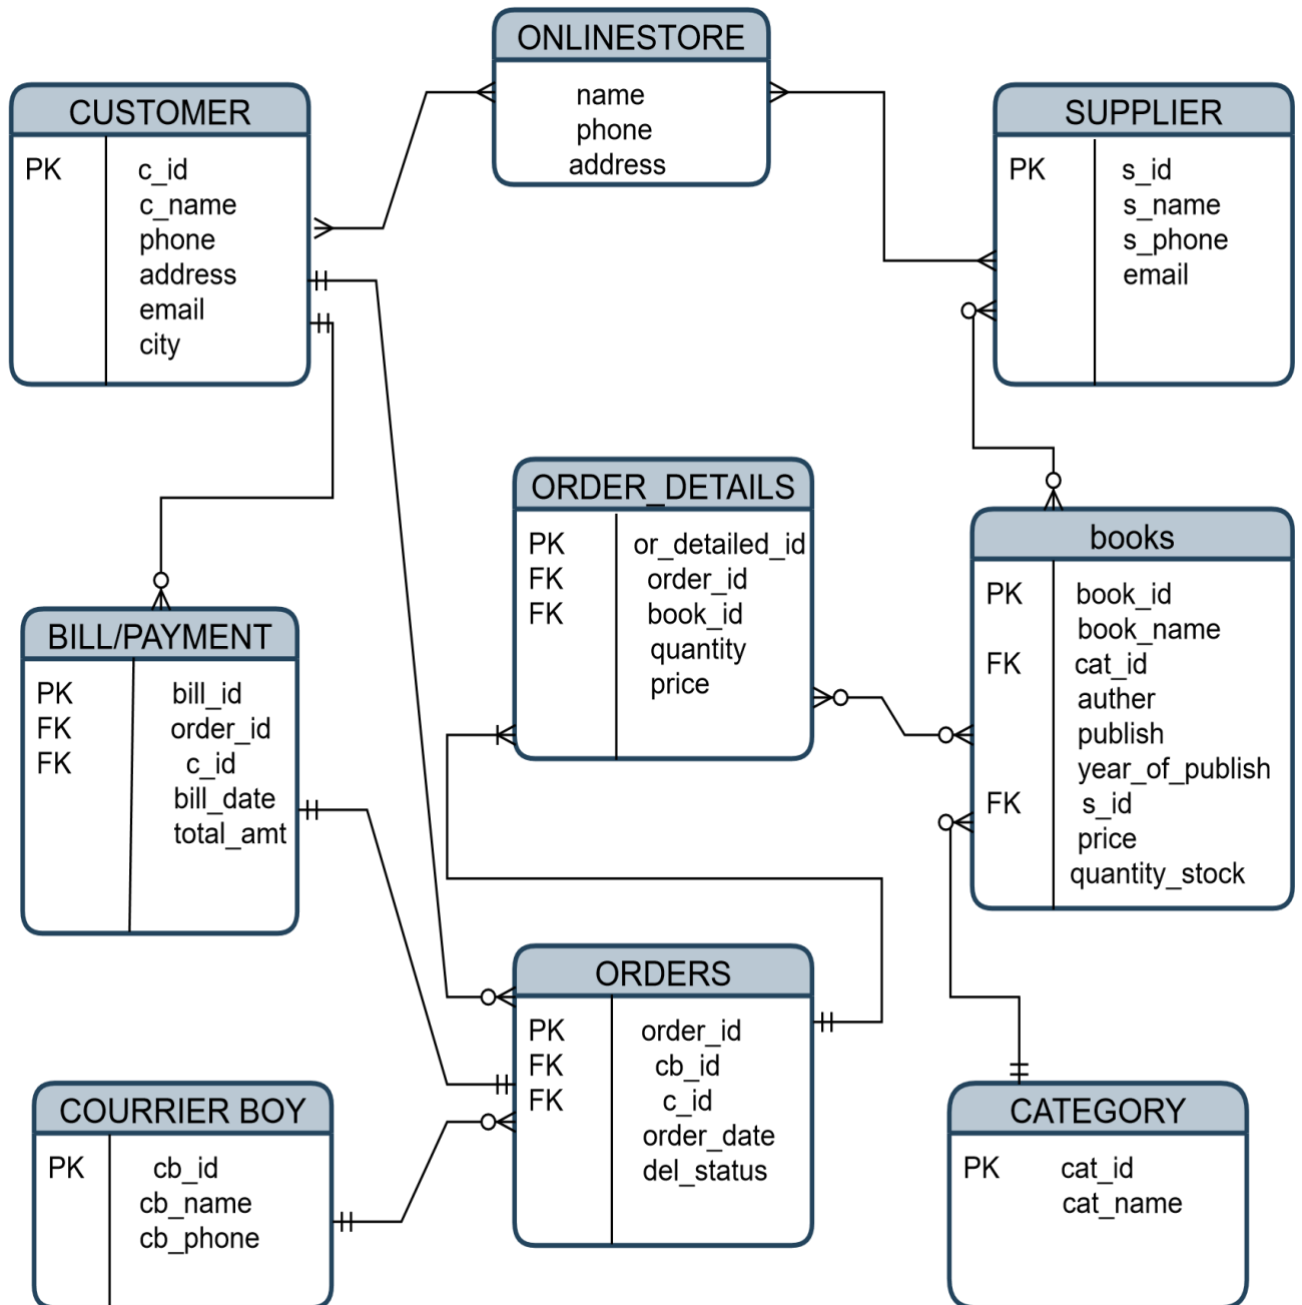 ONLINESTORE
name
phone
address
CUSTOMER
PK c_id
c_name
phone
address
email
city
SUPPLIER
PK s_id
s_name
s_phone
email
ORDER_DETAILS
PK or_detailed_id
FK order_id
FK book_id
quantity
price
books
PK book_id
book_name
FK cat_id
auther
publish
year_of_publish
FK s_id
price
quantity_stock
BILL/PAYMENT
PK bill_id
FK order_id
FK c_id
bill_date
total_amt
ORDERS
PK order_id
FK cb_id
FK c_id
order_date
del_status
COURRIER BOY
PK cb_id
cb_name
cb_phone
CATEGORY
PK cat_id
cat_name